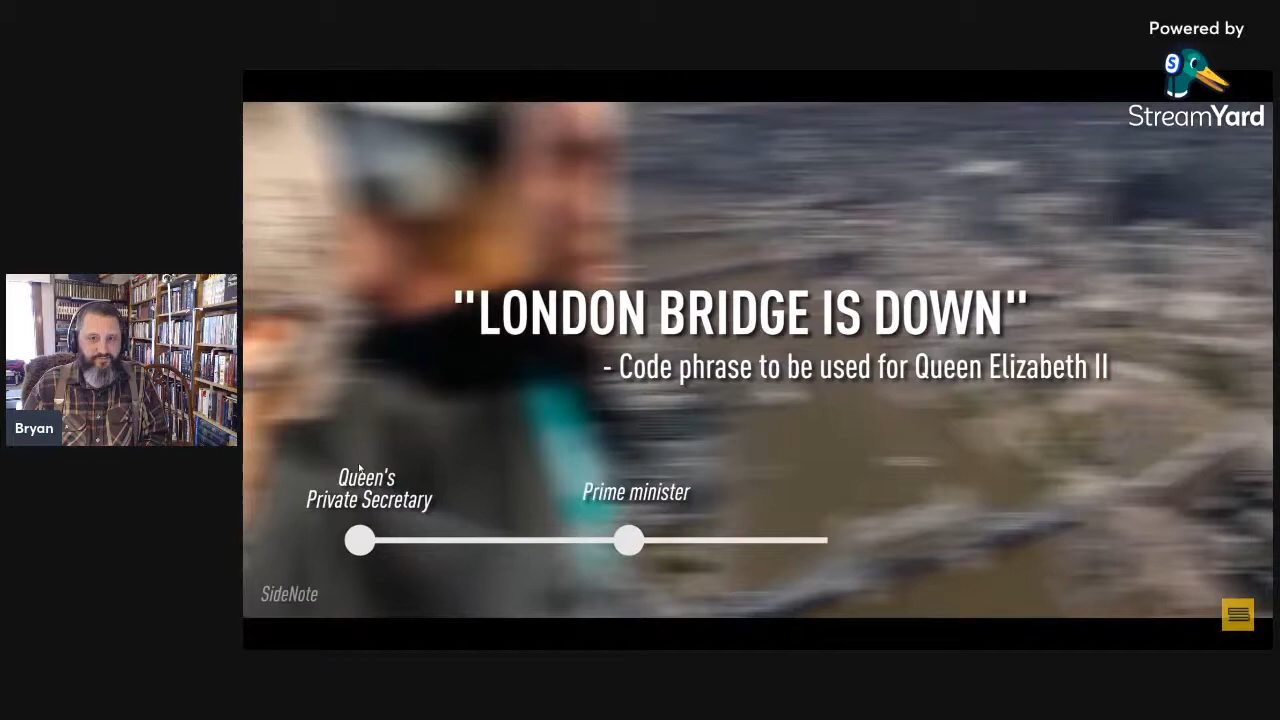 Powered by
S
StreamYard
"LONDON BRIDGE IS DOWN"
- Code phrase to be used for Queen Elizabeth II
Bryan
Queen's
Private Secretary
Prime minister
SideNote